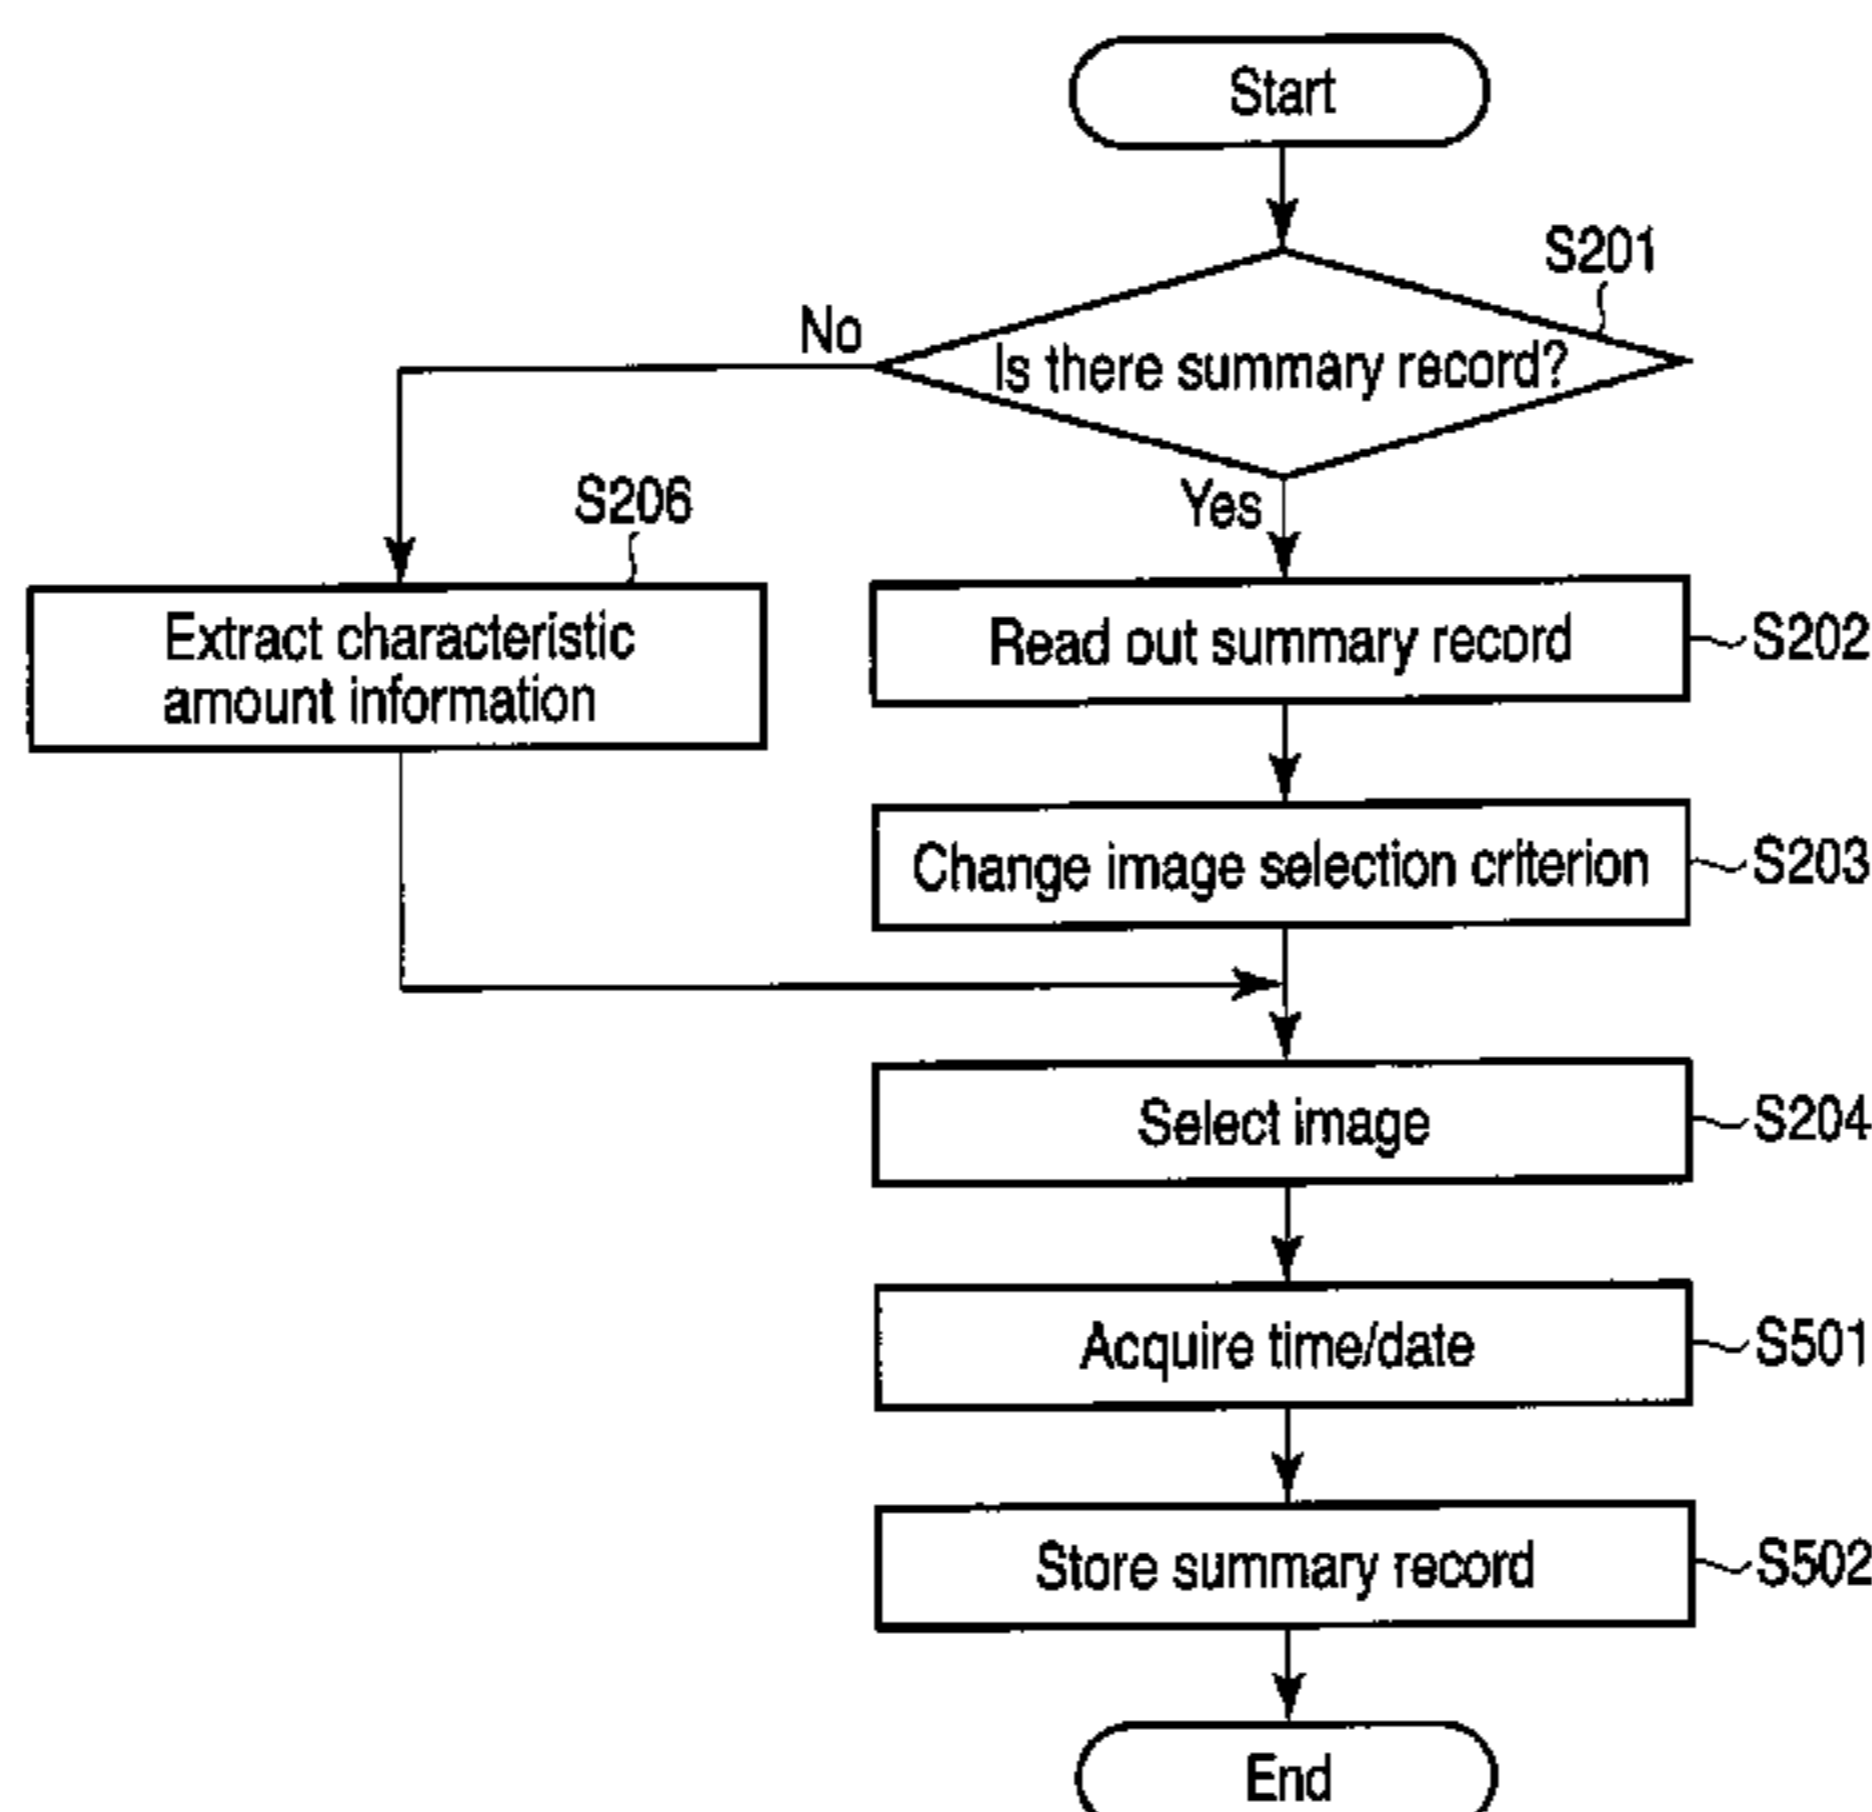 Start
S201
No
Is there summary record?
Yes
S206
Extract characteristic
amount information
Read out summary record
S202
Change image selection criterion
S203
Select image
S204
Acquire time/date
S501
Store summary record
S502
End